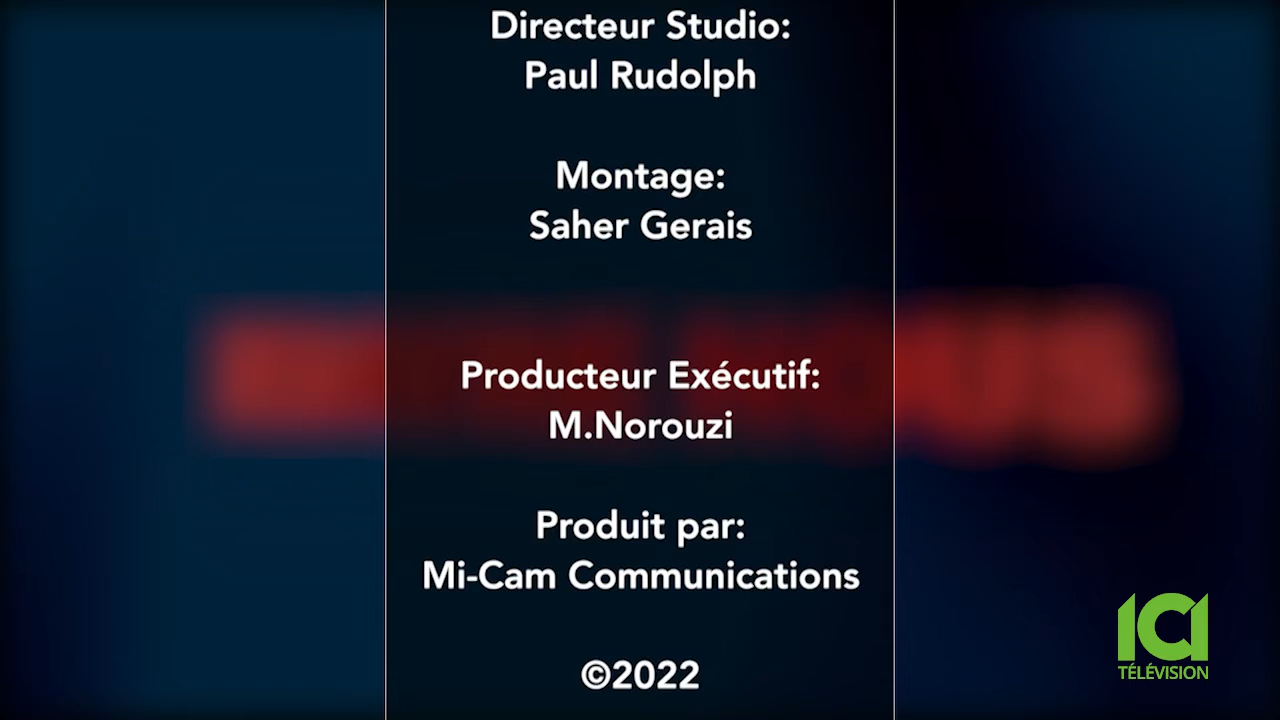 Directeur Studio:
Paul Rudolph
Montage:
Saher Gerais
Producteur Exécutif:
M.Norouzi
Produit par:
Mi-Cam Communications
©2022
ICI
TÉLÉVISION